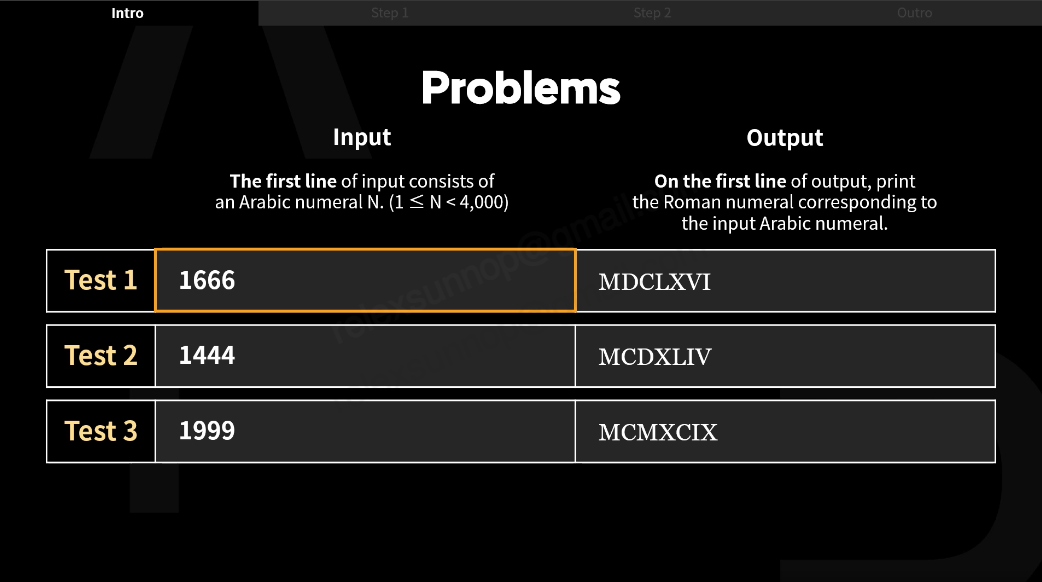 Intro
Step 1
Step 2
Outro
Problems
Input
Output
The first line of input consists of
an Arabic numeral N. (1 ≤ N < 4,000)
On the first line of output, print
the Roman numeral corresponding to
the input Arabic numeral.
Test 1
1666
MDCLXVI
Test 2
1444
MCDXLIV
Test 3
1999
MCMXCIX